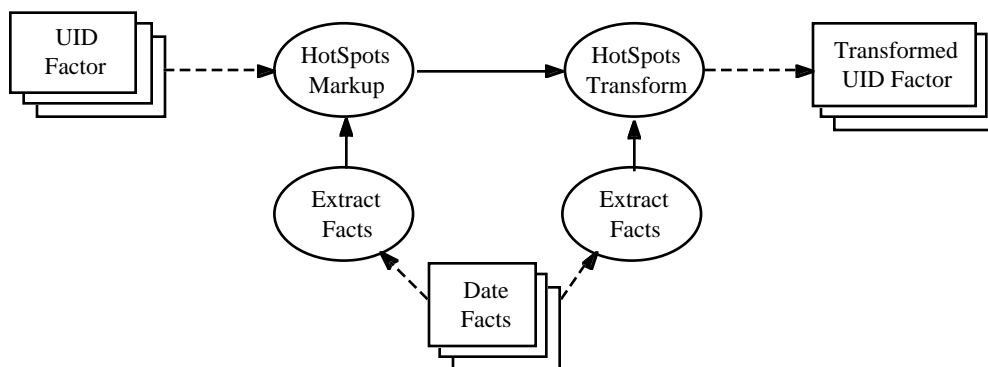 UID
Factor
HotSpots
Markup
HotSpots
Transform
Transformed
UID Factor
Extract
Facts
Extract
Facts
Date
Facts